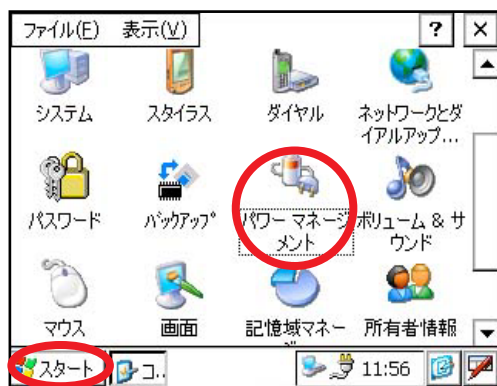 ファイル(F) 表示(V) ? ×
システム
スタイラス
ダイヤル
ネットワークとダ
イアルアップ...
パスワード
バックアップ
パワー マネージ
メント
ボリューム & サ
ウンド
マウス
画面
記憶域マネー
所有者情報
スタート
コ..
11:56